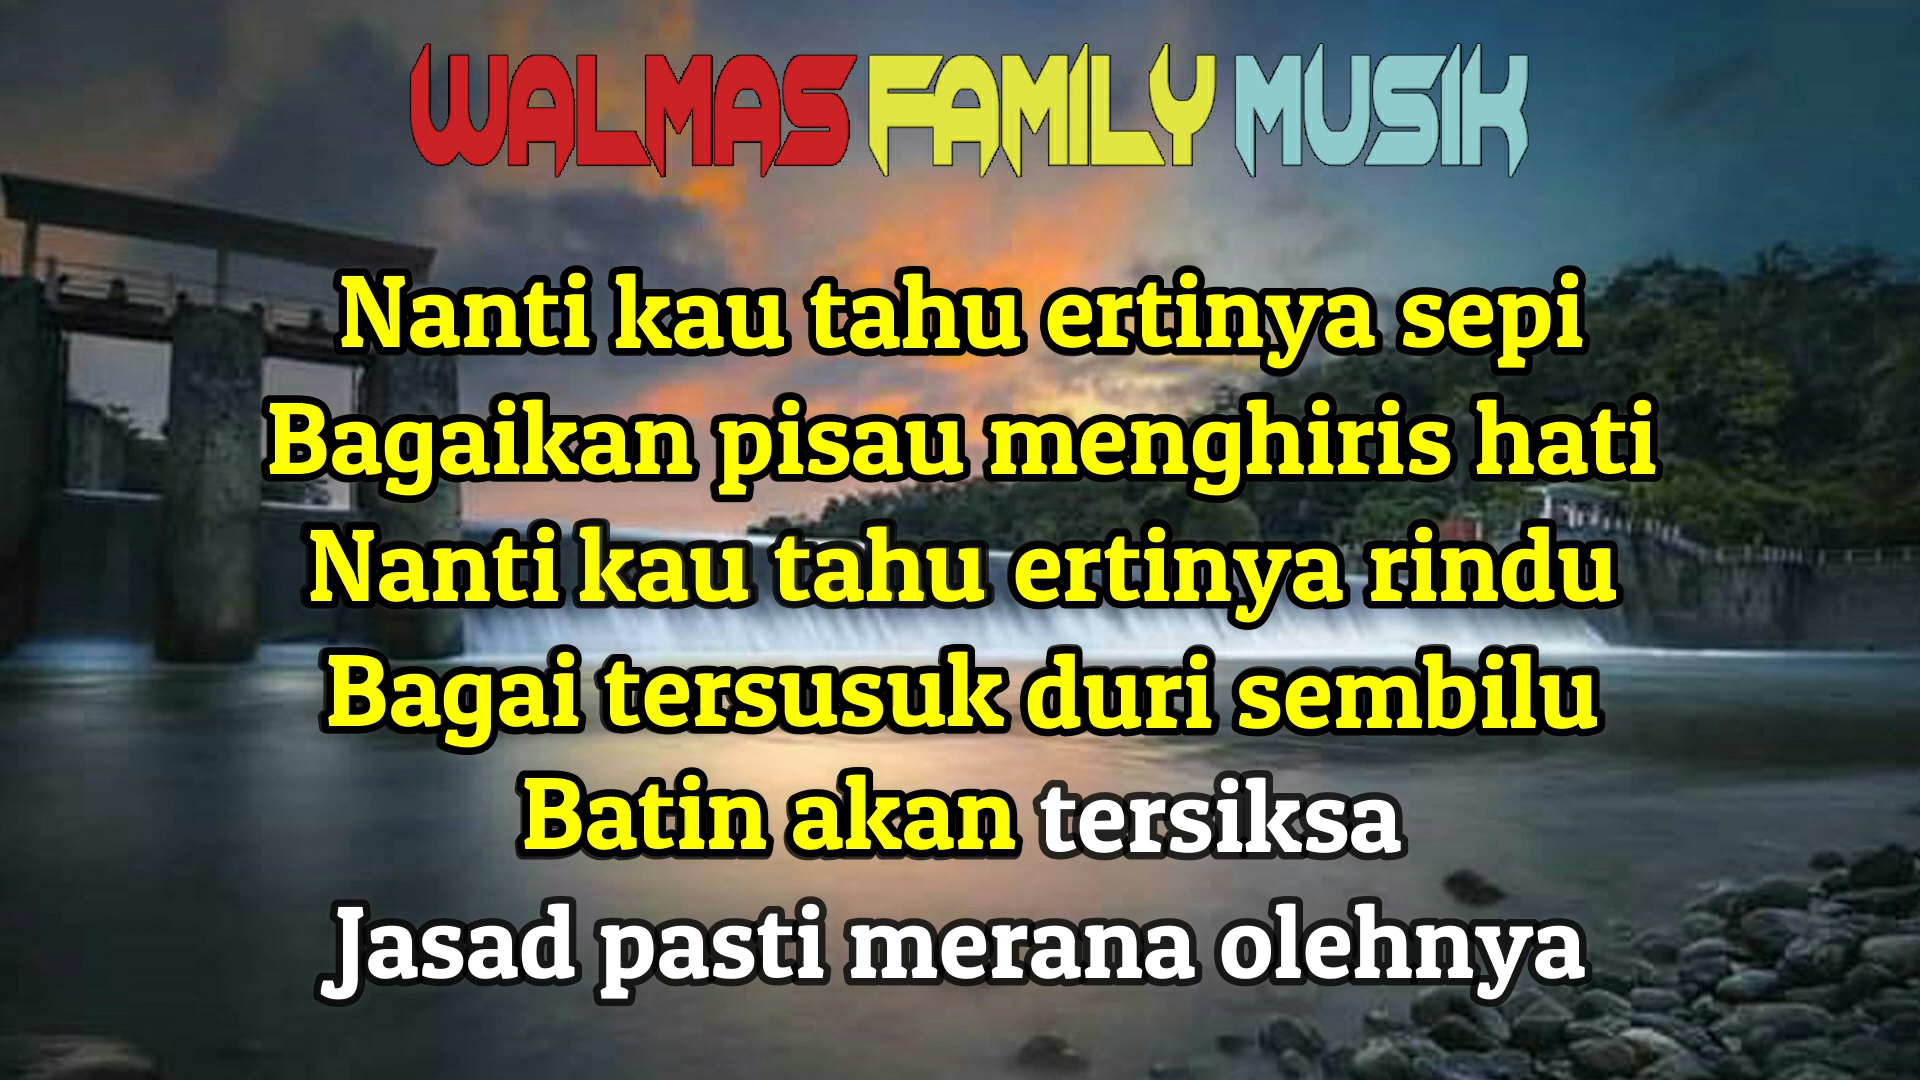 WALMAS FAMILY MUSIK
Nanti kau tahu ertinya sepi
Bagaikan pisau menghiris hati
Nanti kau tahu ertinya rindu
Bagai tersusuk duri sembilu
Batin akan tersiksa
Jasad pasti merana olehnya